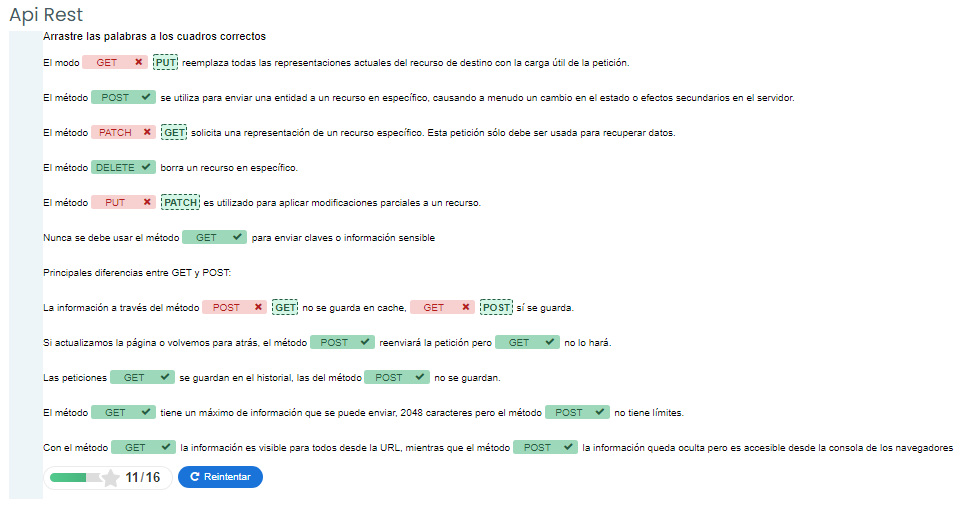 Api Rest
Arrastre las palabras a los cuadros correctos
El modo GET ✖ PUT reemplaza todas las representaciones actuales del recurso de destino con la carga útil de la petición.
El método POST ✔ se utiliza para enviar una entidad a un recurso en específico, causando a menudo un cambio en el estado o efectos secundarios en el servidor.
El método PATCH ✖ GET solicita una representación de un recurso específico. Esta petición sólo debe ser usada para recuperar datos.
El método DELETE ✔ borra un recurso en específico.
El método PUT ✖ PATCH es utilizado para aplicar modificaciones parciales a un recurso.
Nunca se debe usar el método GET ✔ para enviar claves o información sensible
Principales diferencias entre GET y POST:
La información a través del método POST ✖ GET no se guarda en cache, GET ✖ POST sí se guarda.
Si actualizamos la página o volvemos para atrás, el método POST ✔ reenviará la petición pero GET ✔ no lo hará.
Las peticiones GET ✔ se guardan en el historial, las del método POST ✔ no se guardan.
El método GET ✔ tiene un máximo de información que se puede enviar, 2048 caracteres pero el método POST ✔ no tiene límites.
Con el método GET ✔ la información es visible para todos desde la URL, mientras que el método POST ✔ la información queda oculta pero es accesible desde la consola de los navegadores
11/16 Reintentar